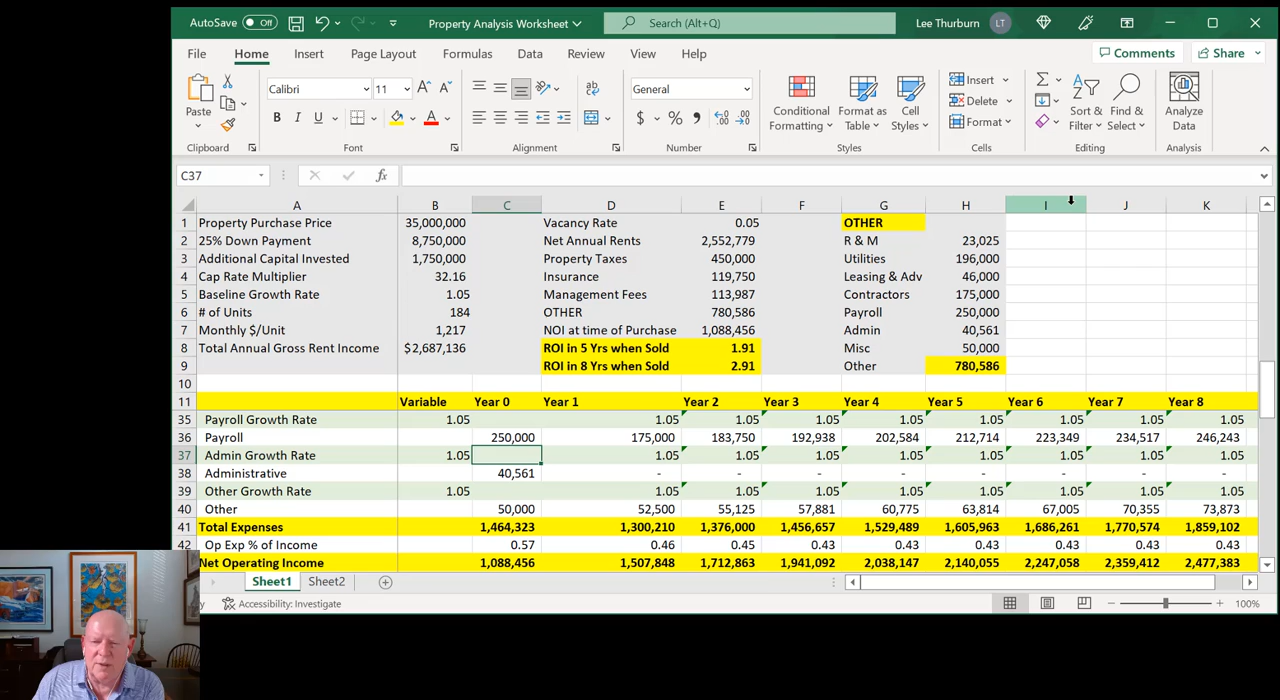 AutoSave Off Property Analysis Worksheet Search (Alt+Q) Lee Thurburn LT
File Home Insert Page Layout Formulas Data Review View Help Comments Share
Paste Calibri 11 A A B I U A ab General $ % 9 .00 Conditional Formatting Format as Table Cell Styles Insert Delete Format Sort & Filter Find & Select Analyze Data
Clipboard Font Alignment Number Styles Cells Editing Analysis
C37 fx
A B C D E F G H I J K
1 Property Purchase Price 35,000,000 Vacancy Rate 0.05 OTHER
2 25% Down Payment 8,750,000 Net Annual Rents 2,552,779 R & M 23,025
3 Additional Capital Invested 1,750,000 Property Taxes 450,000 Utilities 196,000
4 Cap Rate Multiplier 32.16 Insurance 119,750 Leasing & Adv 46,000
5 Baseline Growth Rate 1.05 Management Fees 113,987 Contractors 175,000
6 # of Units 184 OTHER 780,586 Payroll 250,000
7 Monthly $/Unit 1,217 NOI at time of Purchase 1,088,456 Admin 40,561
8 Total Annual Gross Rent Income $2,687,136 ROI in 5 Yrs when Sold 1.91 Misc 50,000
9 ROI in 8 Yrs when Sold 2.91 Other 780,586
10
11 Variable Year 0 Year 1 Year 2 Year 3 Year 4 Year 5 Year 6 Year 7 Year 8
35 Payroll Growth Rate 1.05 1.05 1.05 1.05 1.05 1.05 1.05 1.05 1.05
36 Payroll 250,000 175,000 183,750 192,938 202,584 212,714 223,349 234,517 246,243
37 Admin Growth Rate 1.05 1.05 1.05 1.05 1.05 1.05 1.05 1.05 1.05
38 Administrative 40,561 - - - - - - - -
39 Other Growth Rate 1.05 1.05 1.05 1.05 1.05 1.05 1.05 1.05 1.05
40 Other 50,000 52,500 55,125 57,881 60,775 63,814 67,005 70,355 73,873
41 Total Expenses 1,464,323 1,300,210 1,376,000 1,456,657 1,529,489 1,605,963 1,686,261 1,770,574 1,859,102
42 Op Exp % of Income 0.57 0.46 0.45 0.43 0.43 0.43 0.43 0.43 0.43
Net Operating Income 1,088,456 1,507,848 1,712,863 1,941,092 2,038,147 2,140,055 2,247,058 2,359,412 2,477,383
Sheet1 Sheet2
Accessibility: Investigate 100%